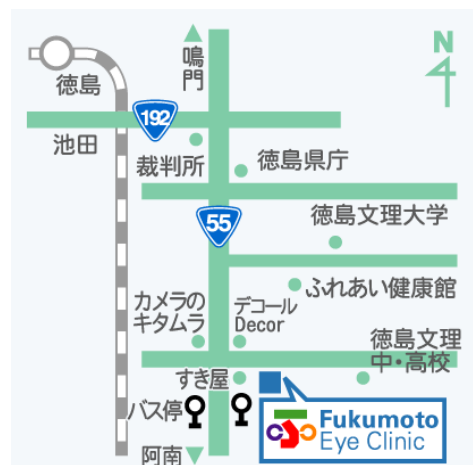 鳴門
N
徳島
192
池田
裁判所
徳島県庁
徳島文理大学
55
ふれあい健康館
カメラの
キタムラ
デコール
Decor
徳島文理
中・高校
すき屋
バス停
Fukumoto
Eye Clinic
阿南